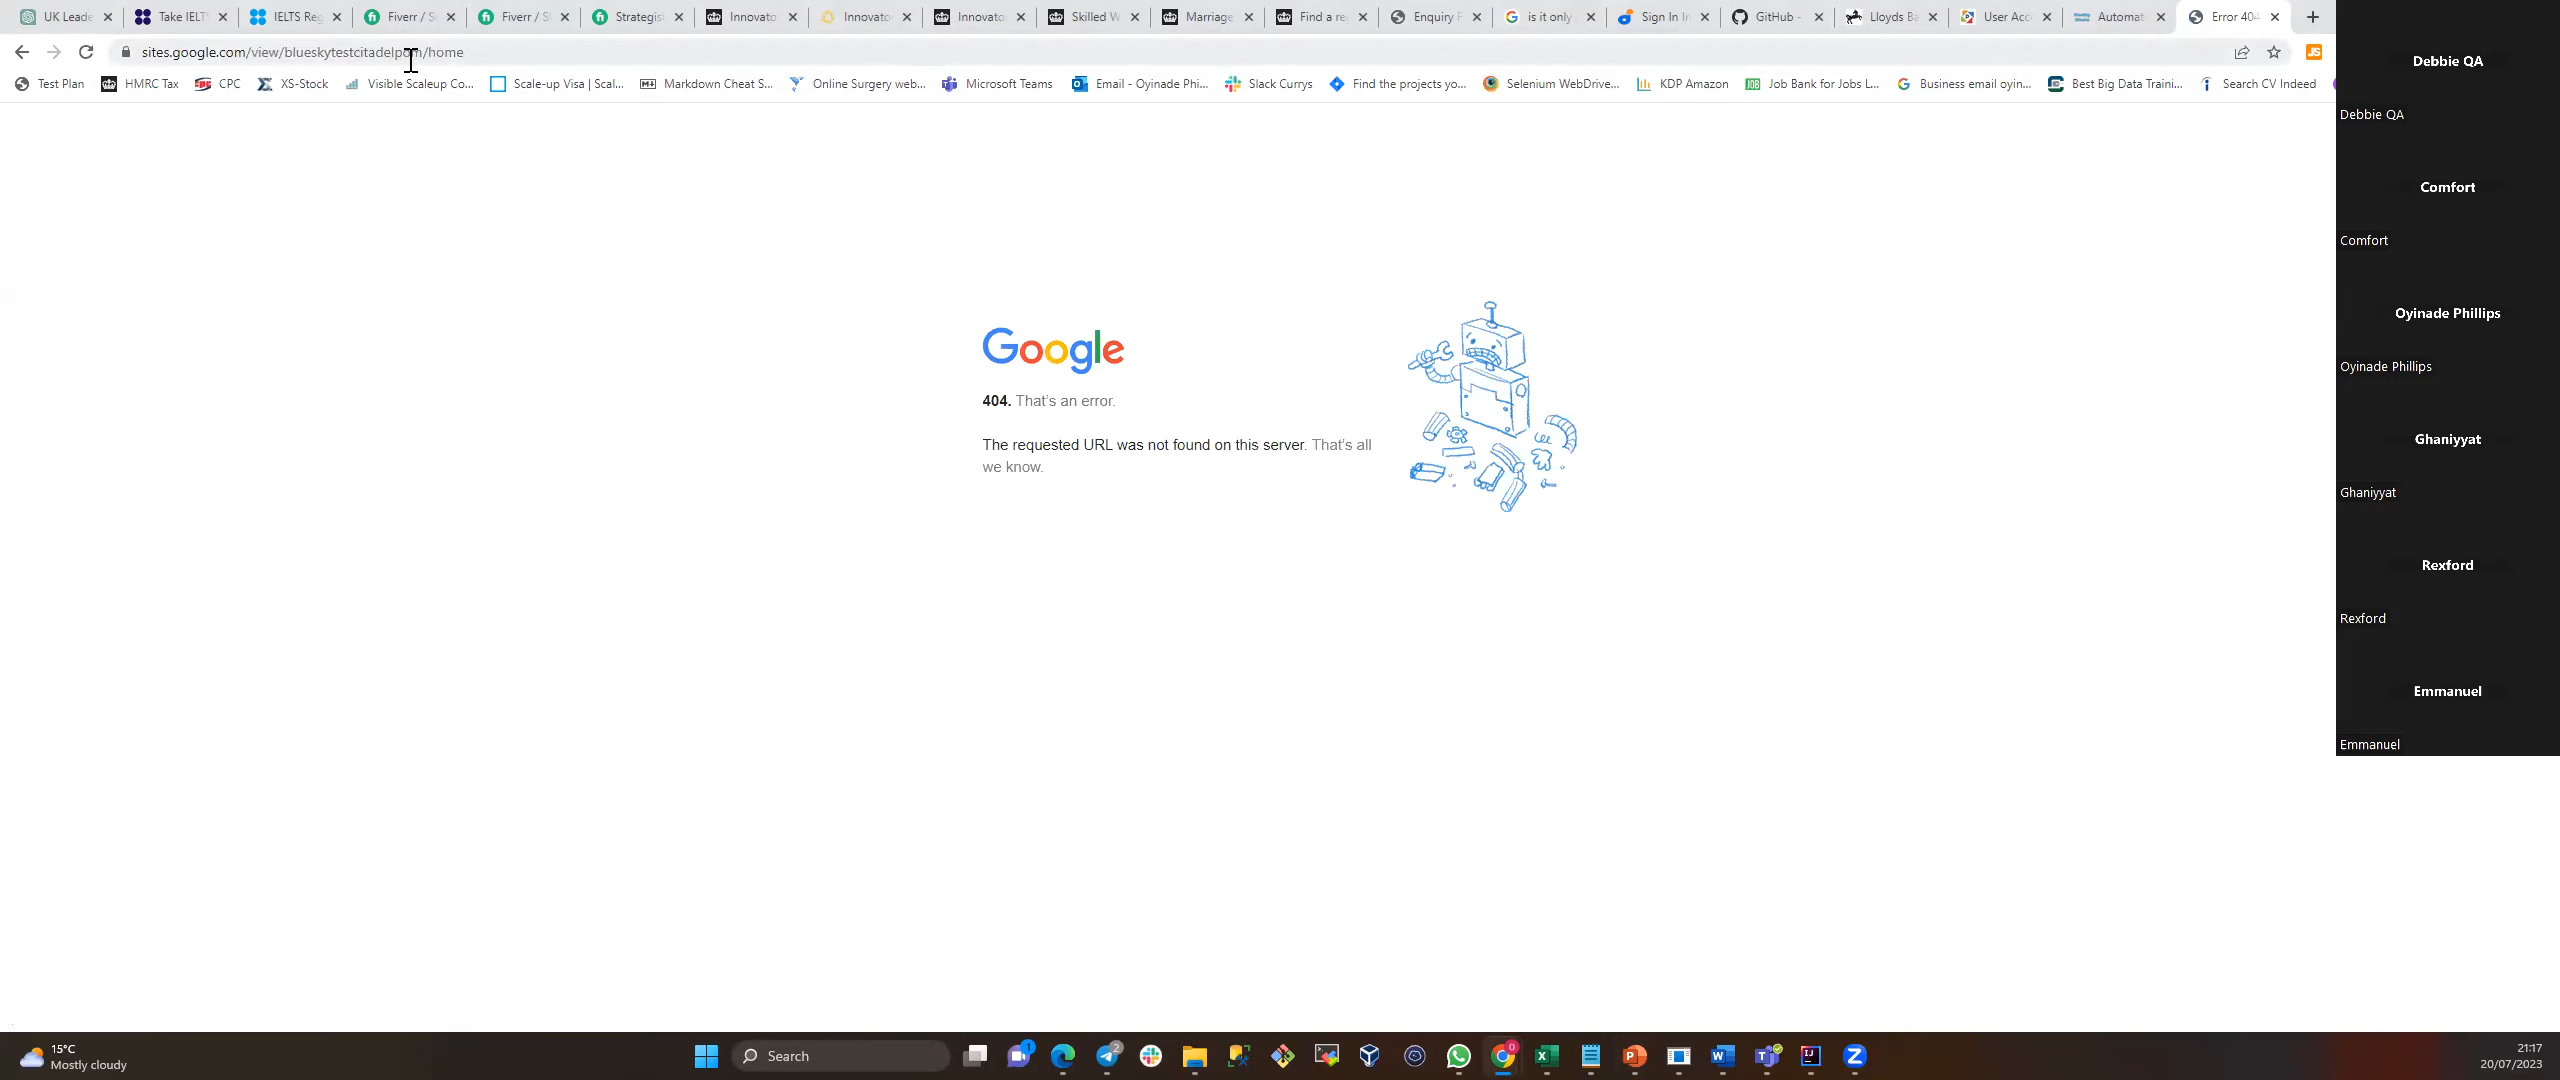 UK Leade
Take IELT
IELTS Reg
Fiverr / S
Fiverr / S
Strategis
Innovato
Innovato
Innovato
Skilled W
Marriage
Find a re
Enquiry F
is it only
Sign In
GitHub -
Lloyds Ba
User Acc
Automat
Error 404
sites.google.com/view/blueskytestcitadelpom/home
Test Plan
HMRC Tax
CPC
XS-Stock
Visible Scaleup Co...
Scale-up Visa | Scal...
Markdown Cheat S...
Online Surgery web...
Microsoft Teams
Email - Oyinade Phi...
Slack Currys
Find the projects yo...
Selenium WebDrive...
KDP Amazon
Job Bank for Jobs L...
Business email oyin...
Best Big Data Traini...
Search CV Indeed
Google
404. That's an error.
The requested URL was not found on this server. That's all
we know.
Debbie QA
Debbie QA
Comfort
Comfort
Oyinade Phillips
Oyinade Phillips
Ghaniyyat
Ghaniyyat
Rexford
Rexford
Emmanuel
Emmanuel
15°C
Mostly cloudy
Search
21:17
20/07/2023